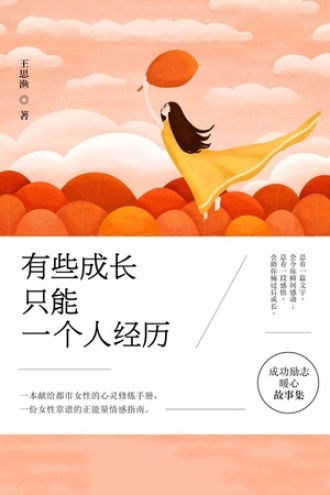 王思渔◎著
有些成长
只能
一个人经历
总有一篇文字，
会令你瞬间感动；
总有一段感悟，
会助你痛过后成长。
成功励志
暖心
故事集
一本献给都市女性的心灵修炼手册，
一份女性靠谱的正能量情感指南。